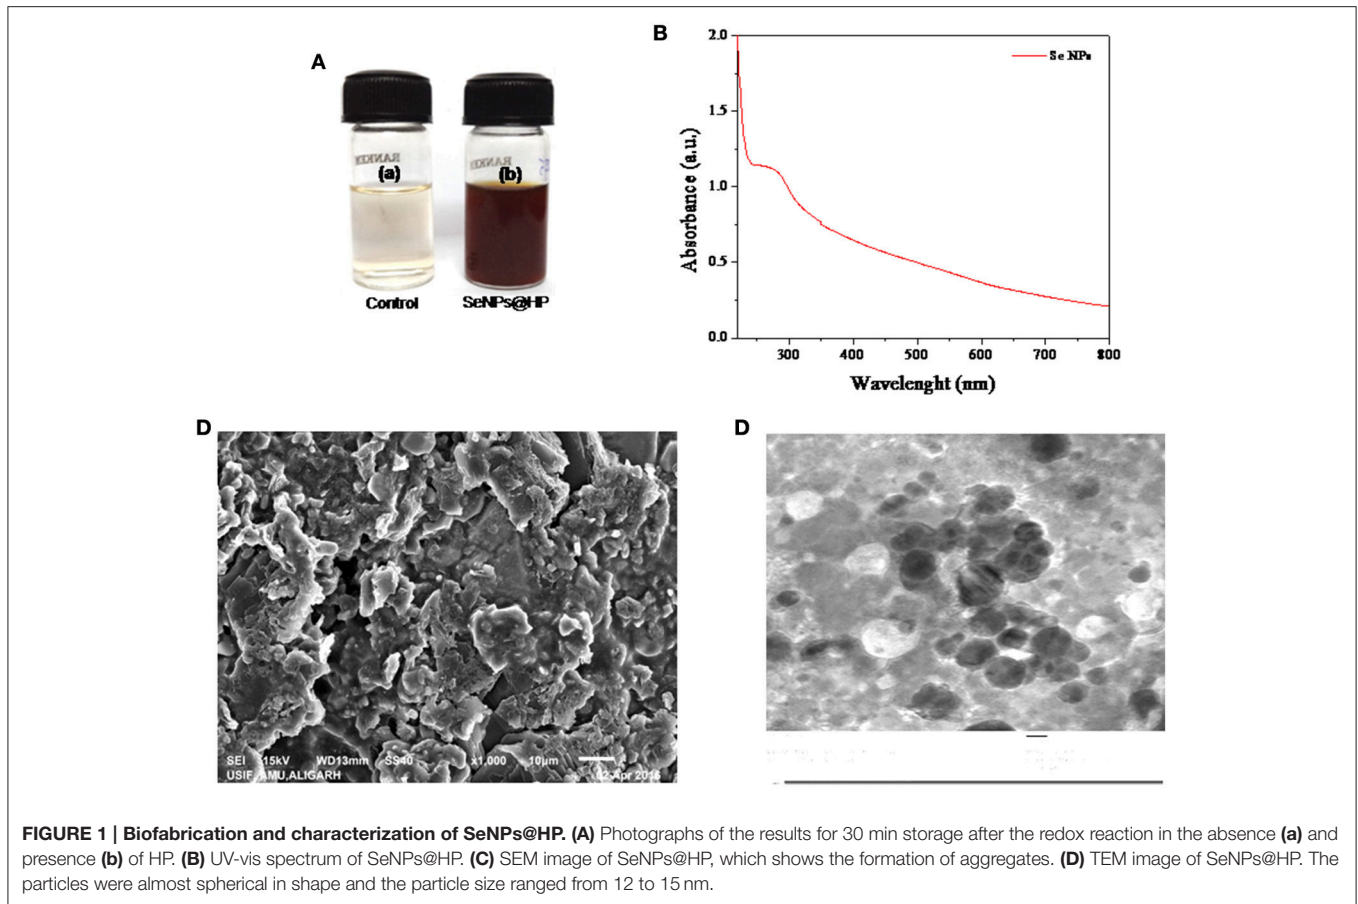 A
RANKEM
(a)
RANKEM
(b)
Control
SeNPs@HP
B
2.0
1.5
1.0
0.5
0.0
Absorbance (a.u.)
Se NPs
300 400 500 600 700 800
Wavelenght (nm)
D
SEI 15kV WD13mm SS40 x1,000 10µm
USIF, AMU,ALIGARH 02 Apr 2016
D
FIGURE 1 | Biofabrication and characterization of SeNPs@HP. (A) Photographs of the results for 30 min storage after the redox reaction in the absence (a) and
presence (b) of HP. (B) UV-vis spectrum of SeNPs@HP. (C) SEM image of SeNPs@HP, which shows the formation of aggregates. (D) TEM image of SeNPs@HP. The
particles were almost spherical in shape and the particle size ranged from 12 to 15 nm.